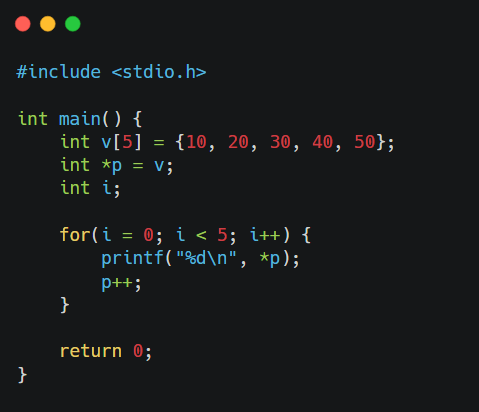 #include <stdio.h>

int main() {
    int v[5] = {10, 20, 30, 40, 50};
    int *p = v;
    int i;

    for(i = 0; i < 5; i++) {
        printf("%d\n", *p);
        p++;
    }

    return 0;
}